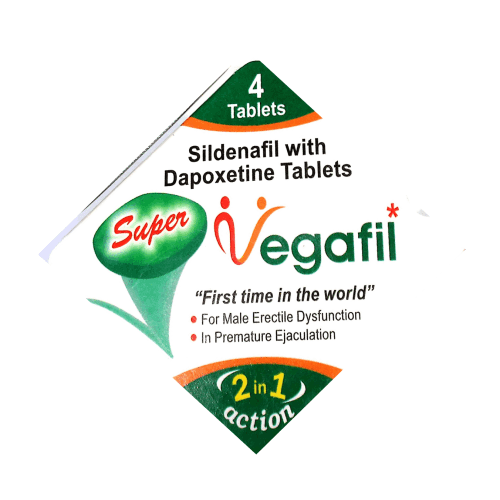 4
Tablets
Sildenafil with
Dapoxetine Tablets
Super
Vegafil*
“First time in the world”
• For Male Erectile Dysfunction
• In Premature Ejaculation
2 in 1
action